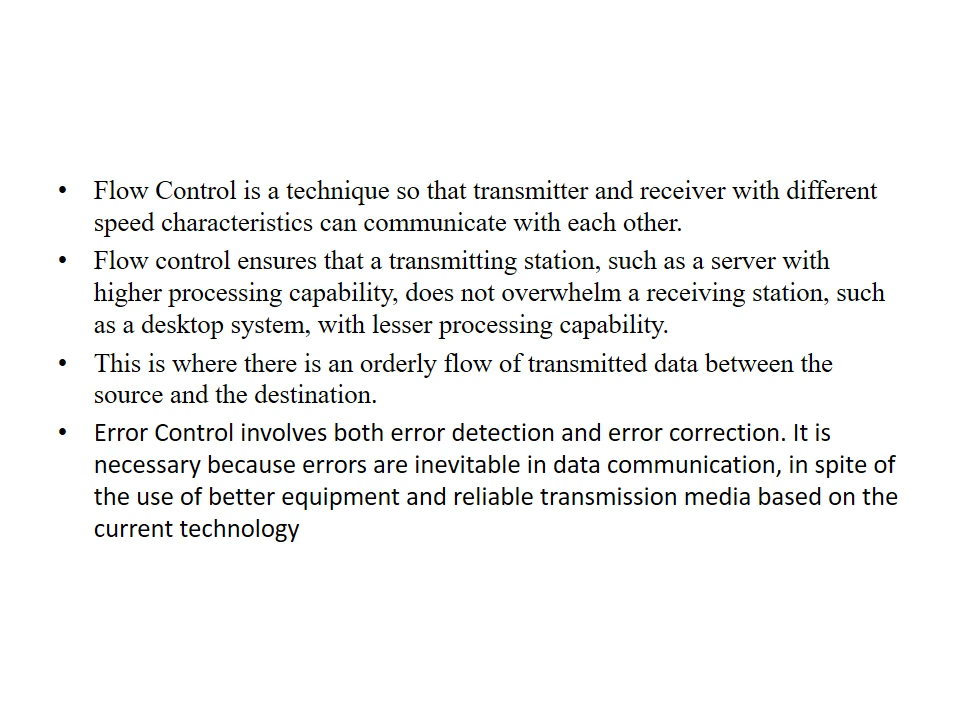 • Flow Control is a technique so that transmitter and receiver with different
speed characteristics can communicate with each other.
• Flow control ensures that a transmitting station, such as a server with
higher processing capability, does not overwhelm a receiving station, such
as a desktop system, with lesser processing capability.
• This is where there is an orderly flow of transmitted data between the
source and the destination.
• Error Control involves both error detection and error correction. It is
necessary because errors are inevitable in data communication, in spite of
the use of better equipment and reliable transmission media based on the
current technology